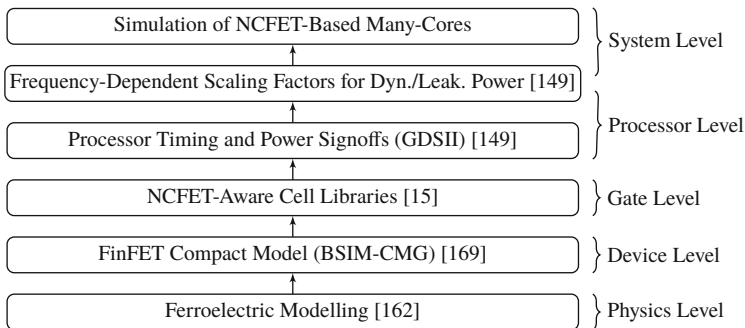 Simulation of NCFET-Based Many-Cores
System Level
Frequency-Dependent Scaling Factors for Dyn./Leak. Power [149]
Processor Level
Processor Timing and Power Signoffs (GDSII) [149]
NCFET-Aware Cell Libraries [15]
Gate Level
FinFET Compact Model (BSIM-CMG) [169]
Device Level
Ferroelectric Modelling [162]
Physics Level